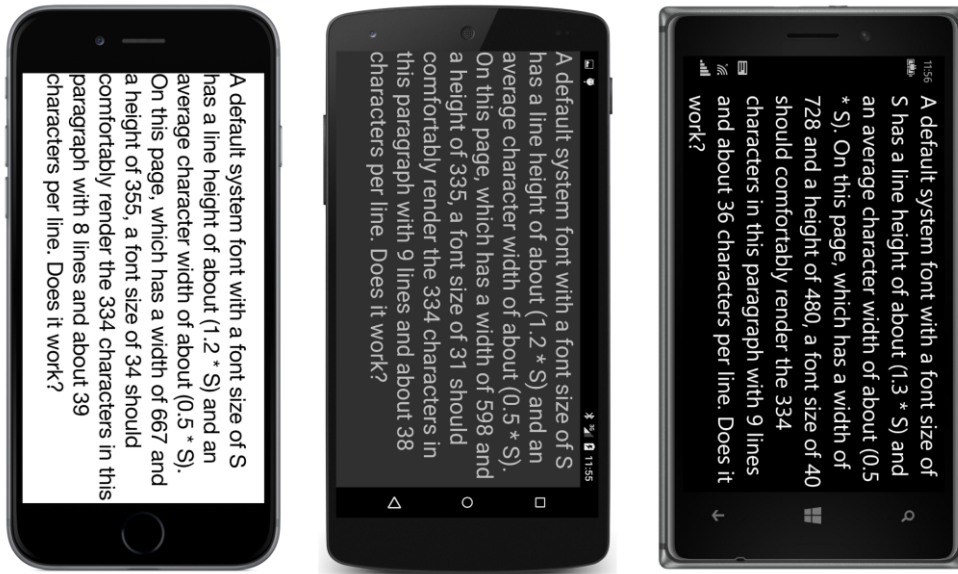 A default system font with a font size of S
has a line height of about (1.2 * S) and an
average character width of about (0.5 * S).
On this page, which has a width of 667 and
a height of 355, a font size of 34 should
comfortably render the 334 characters in this
paragraph with 8 lines and about 39
characters per line. Does it work?
11:55
A default system font with a font size of S
has a line height of about (1.2 * S) and an
average character width of about (0.5 * S).
On this page, which has a width of 598 and
a height of 335, a font size of 31 should
comfortably render the 334 characters in
this paragraph with 9 lines and about 38
characters per line. Does it work?
11:56
A default system font with a font size of
S has a line height of about (1.3 * S) and
an average character width of about (0.5
* S). On this page, which has a width of
728 and a height of 480, a font size of 40
should comfortably render the 334
characters in this paragraph with 9 lines
and about 36 characters per line. Does it
work?